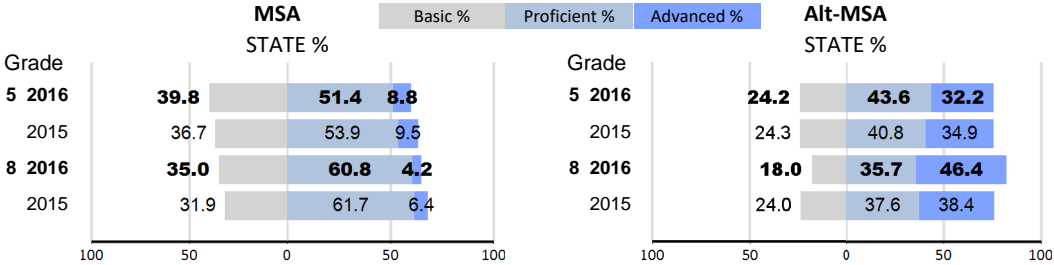 MSA Basic % Proficient % Advanced % Alt-MSA
STATE % STATE %
Grade Grade
5 2016 39.8 51.4 8.8 5 2016 24.2 43.6 32.2
2015 36.7 53.9 9.5 2015 24.3 40.8 34.9
8 2016 35.0 60.8 4.2 8 2016 18.0 35.7 46.4
2015 31.9 61.7 6.4 2015 24.0 37.6 38.4
100 50 0 50 100 100 50 0 50 100